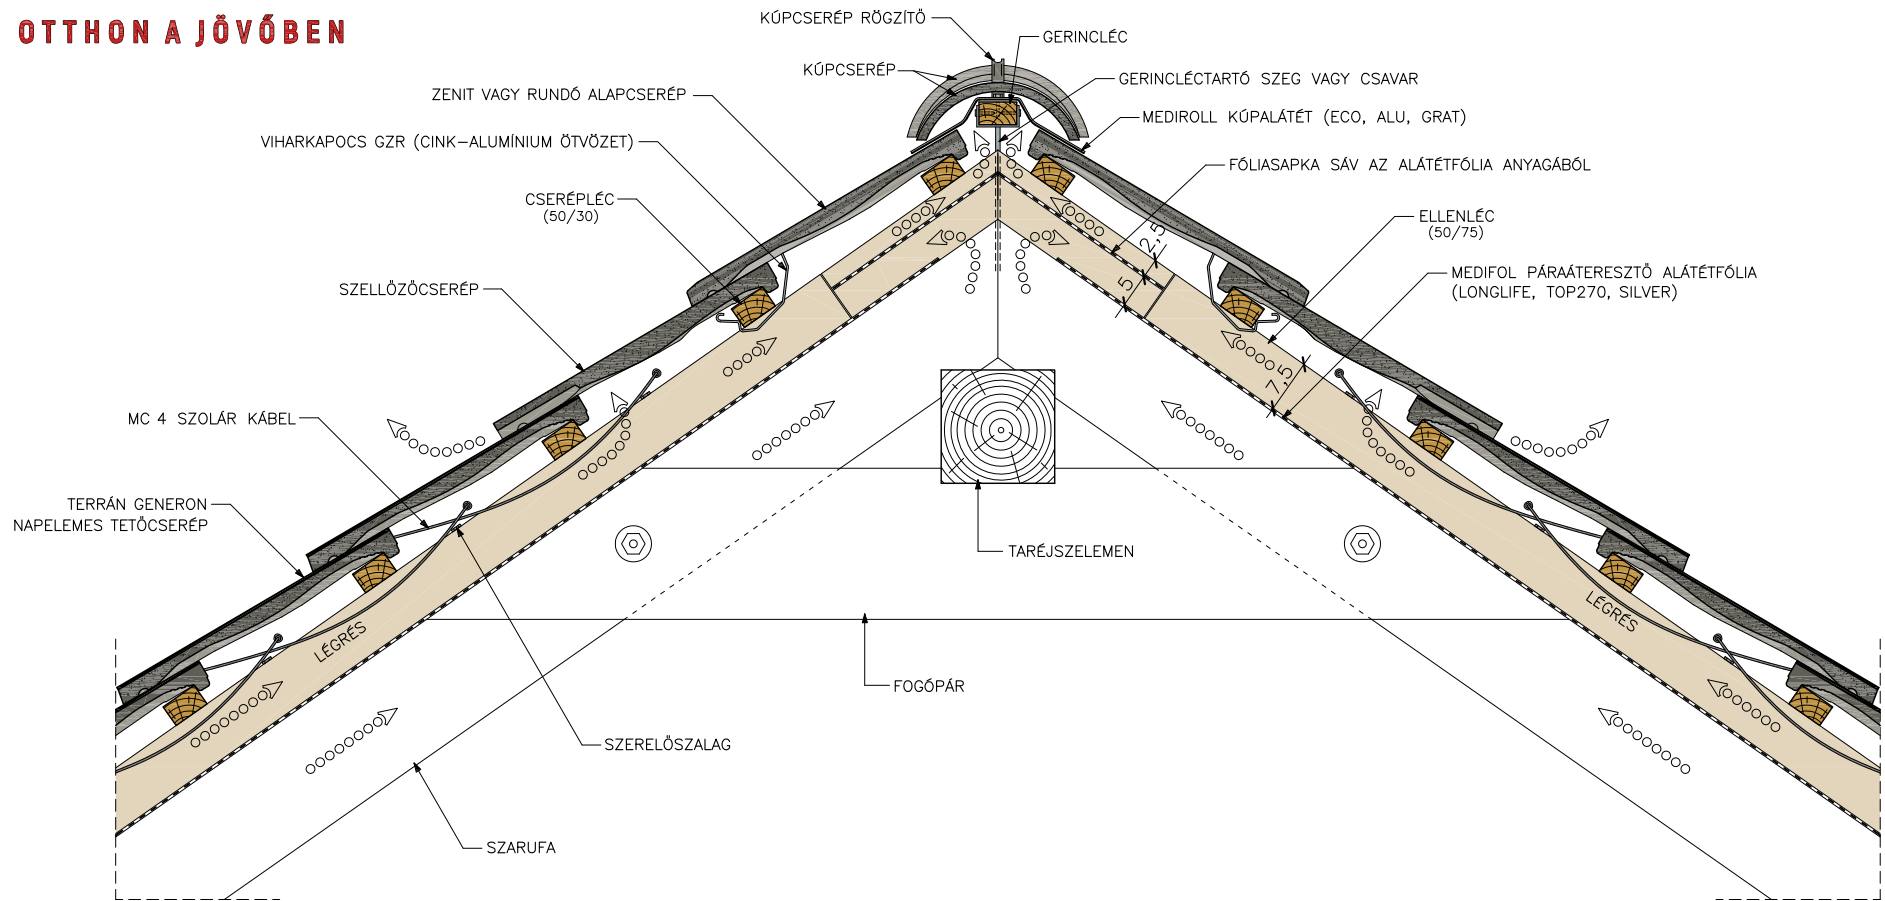 OTTHON A JÖVŐBEN
KÚPCSERÉP RÖGZÍTŐ
GERINCLÉC
KÚPCSERÉP
GERINCLÉCTARTÓ SZEG VAGY CSAVAR
ZENIT VAGY RUNDÓ ALAPCSERÉP
MEDIROLL KÚPALÁTÉT (ECO, ALU, GRAT)
VIHARKAPOCS GZR (CINK-ALUMÍNIUM ÖTVÖZET)
FÓLIASAPKA SÁV AZ ALÁTÉTFÓLIA ANYAGÁBÓL
CSERÉPLÉC
(50/30)
ELLENLÉC
(50/75)
2,5
5
MEDIFOL PÁRAÁTERESZTŐ ALÁTÉTFÓLIA
(LONGLIFE, TOP270, SILVER)
SZELLŐZŐCSERÉP
7,5
MC 4 SZOLÁR KÁBEL
TERRÁN GENERON
NAPELEMES TETŐCSERÉP
TARÉJSZELEMEN
LÉGRÉS
LÉGRÉS
FOGÓPÁR
SZERELŐSZALAG
SZARUFA